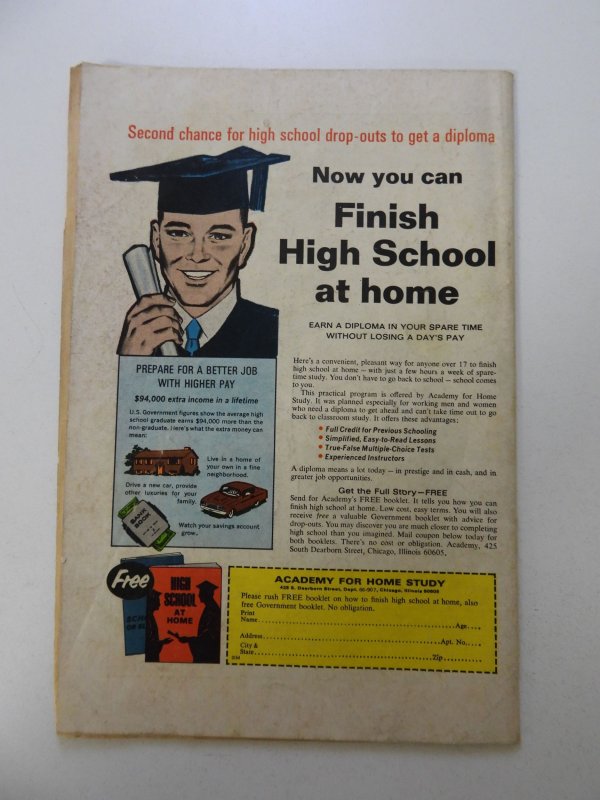 Second chance for high school drop-outs to get a diploma
Now you can
Finish
High School
at home
EARN A DIPLOMA IN YOUR SPARE TIME
WITHOUT LOSING A DAY'S PAY
PREPARE FOR A BETTER JOB
WITH HIGHER PAY
$94,000 extra income in a lifetime
U.S. Government figures show the average high
school graduate earns $94,000 more than the
non-graduate. Here's what the extra money can
mean:
Live in a home of
your own in a fine
neighborhood.
Drive a new car, provide
other luxuries for your
family.
BANK
BOOK
Watch your savings account
grow.
Here's a convenient, pleasant way for anyone over 17 to finish
high school at home – with just a few hours a week of spare-
time study. You don't have to go back to school – school comes
to you.
This practical program is offered by Academy for Home
Study. It was planned especially for working men and women
who need a diploma to get ahead and can't take time out to go
back to classroom study. It offers these advantages:
• Full Credit for Previous Schooling
• Simplified, Easy-to-Read Lessons
• True-False Multiple-Choice Tests
• Experienced Instructors
A diploma means a lot today – in prestige and in cash, and in
greater job opportunities.
Get the Full Story–FREE
Send for Academy's FREE booklet. It tells you how you can
finish high school at home. Low cost, easy terms. You will also
receive free a valuable Government booklet with advice for
drop-outs. You may discover you are much closer to completing
high school than you imagined. Mail coupon below today for
both booklets. There's no cost or obligation. Academy, 425
South Dearborn Street, Chicago, Illinois 60605.
Free
HIGH
SCHOOL
AT
HOME
SCH
OR
ACADEMY FOR HOME STUDY
425 S. Dearborn Street, Dept. 66-907, Chicago, Illinois 60605
Please rush FREE booklet on how to finish high school at home, also
free Government booklet. No obligation.
Print
Name Age
Address Apt. No.
City &
State Zip